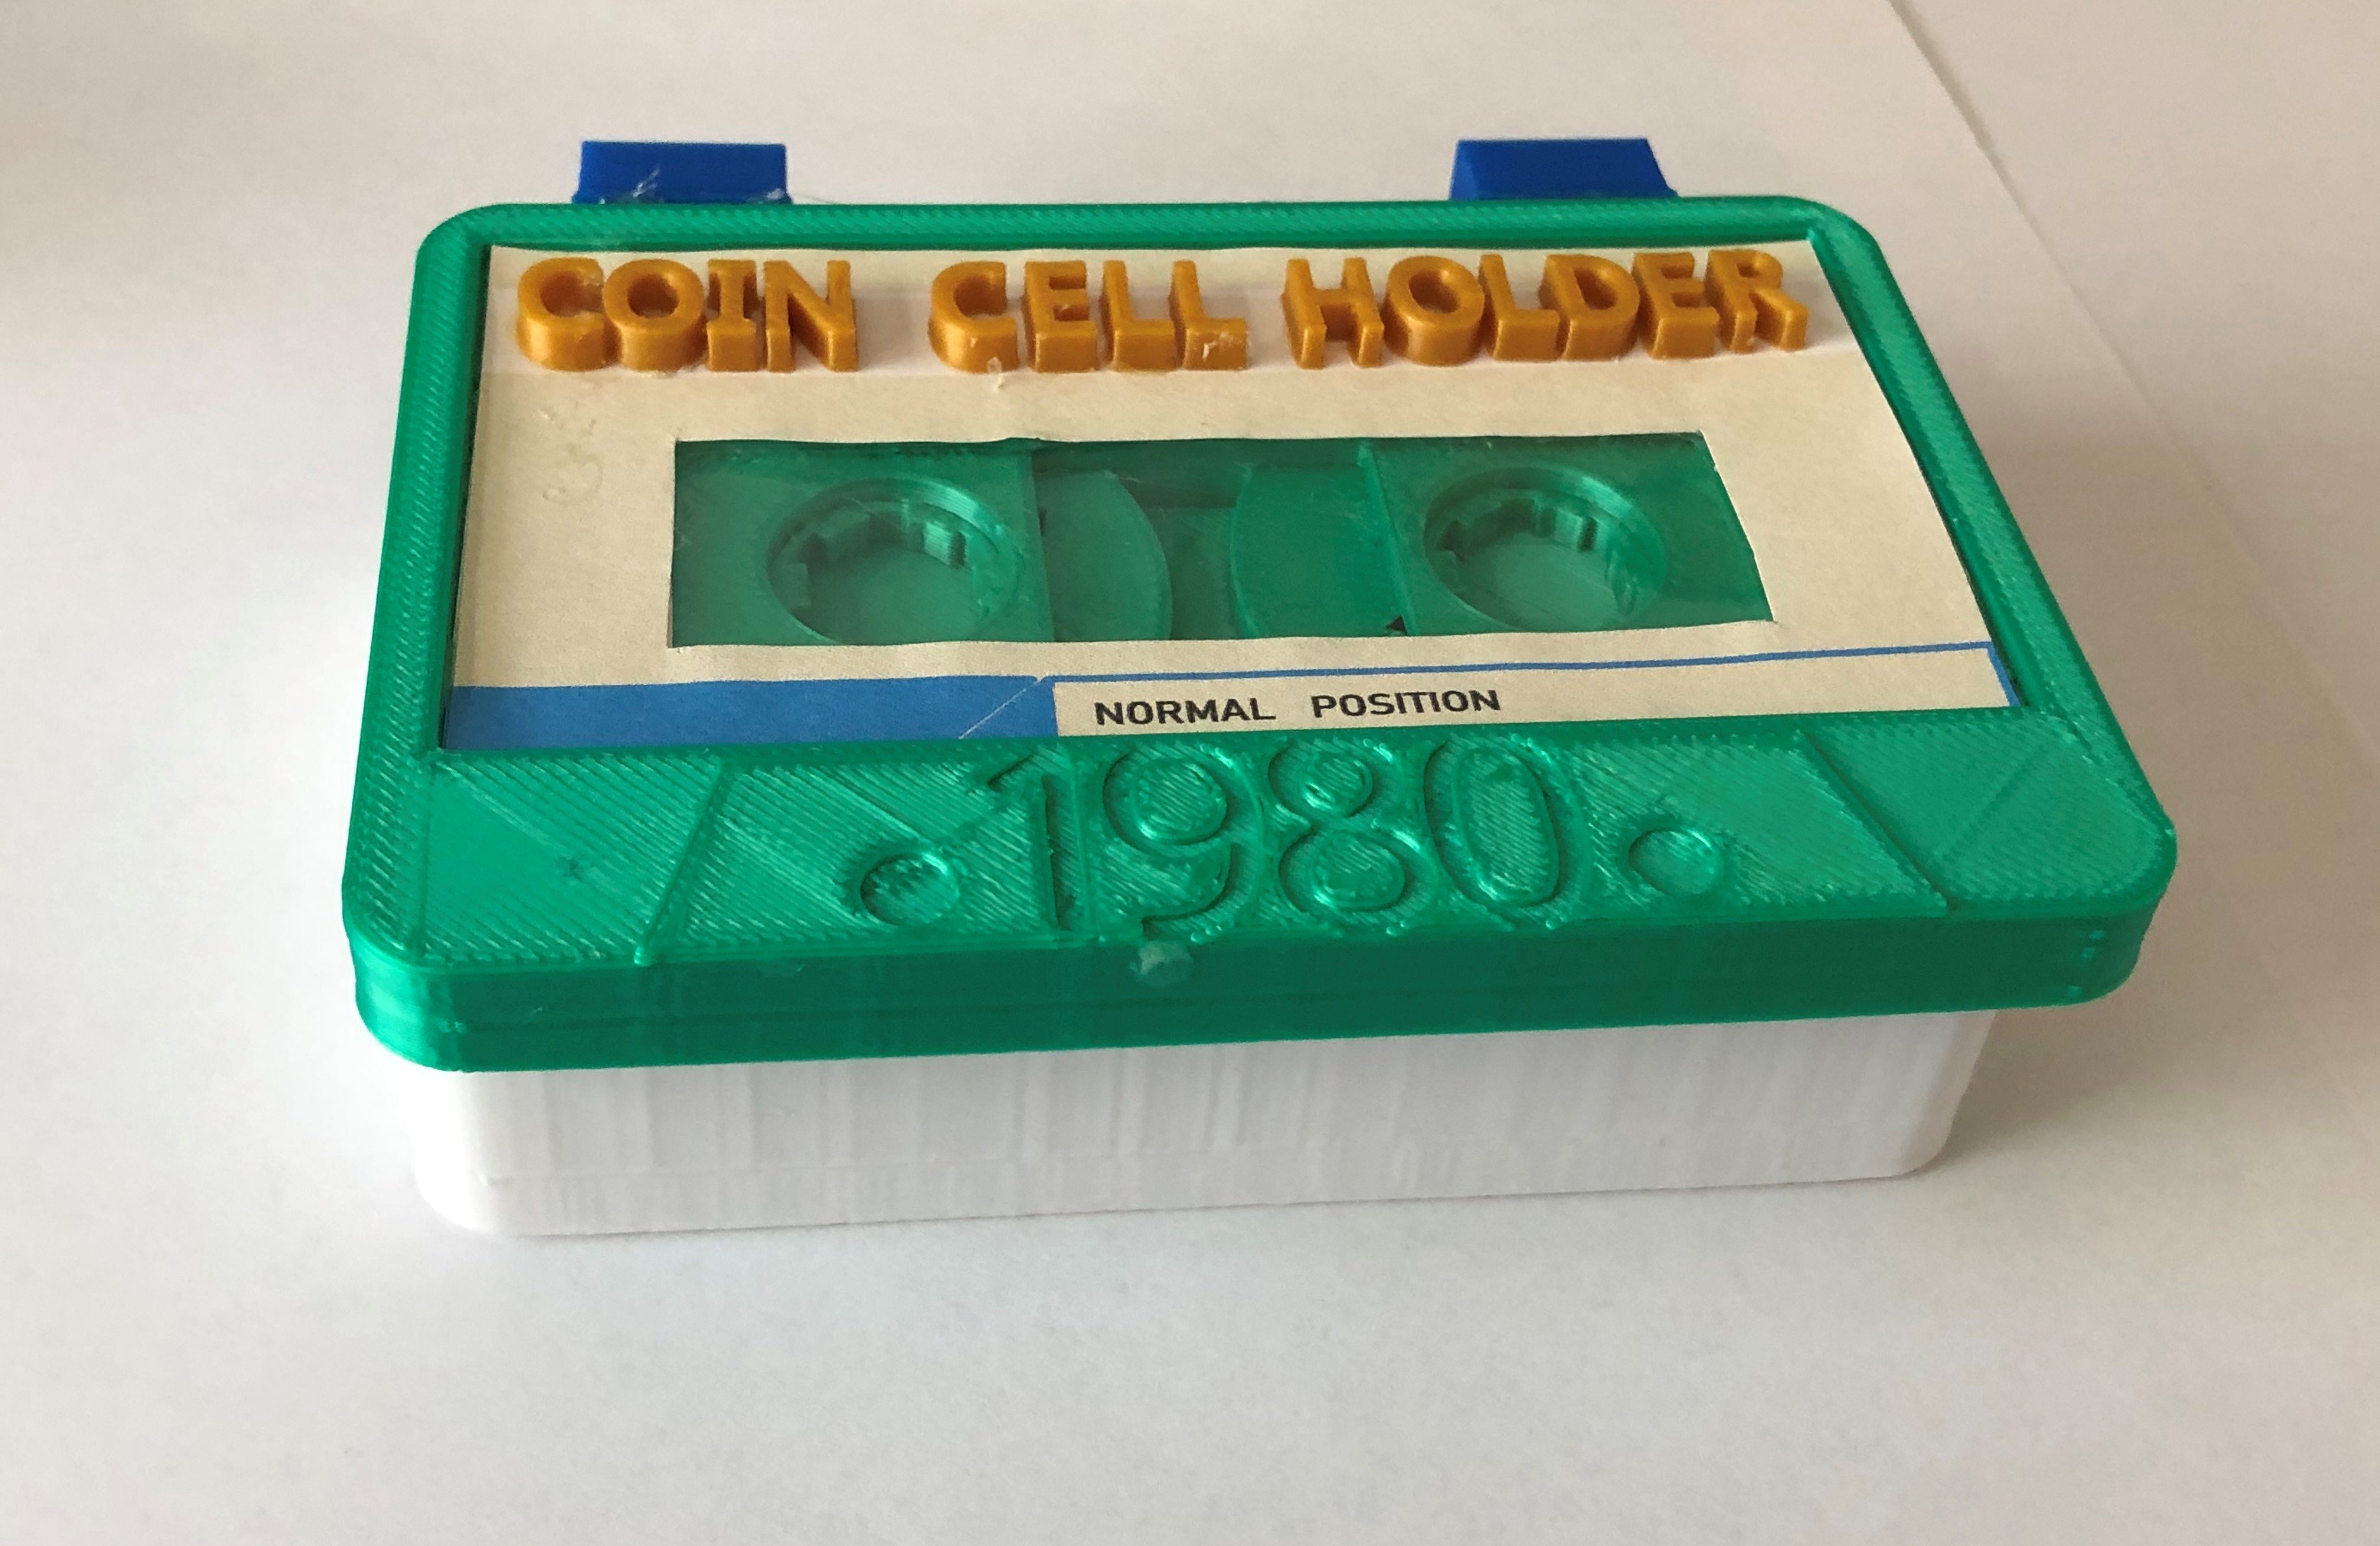 COIN CELL HOLDER
NORMAL POSITION
1980